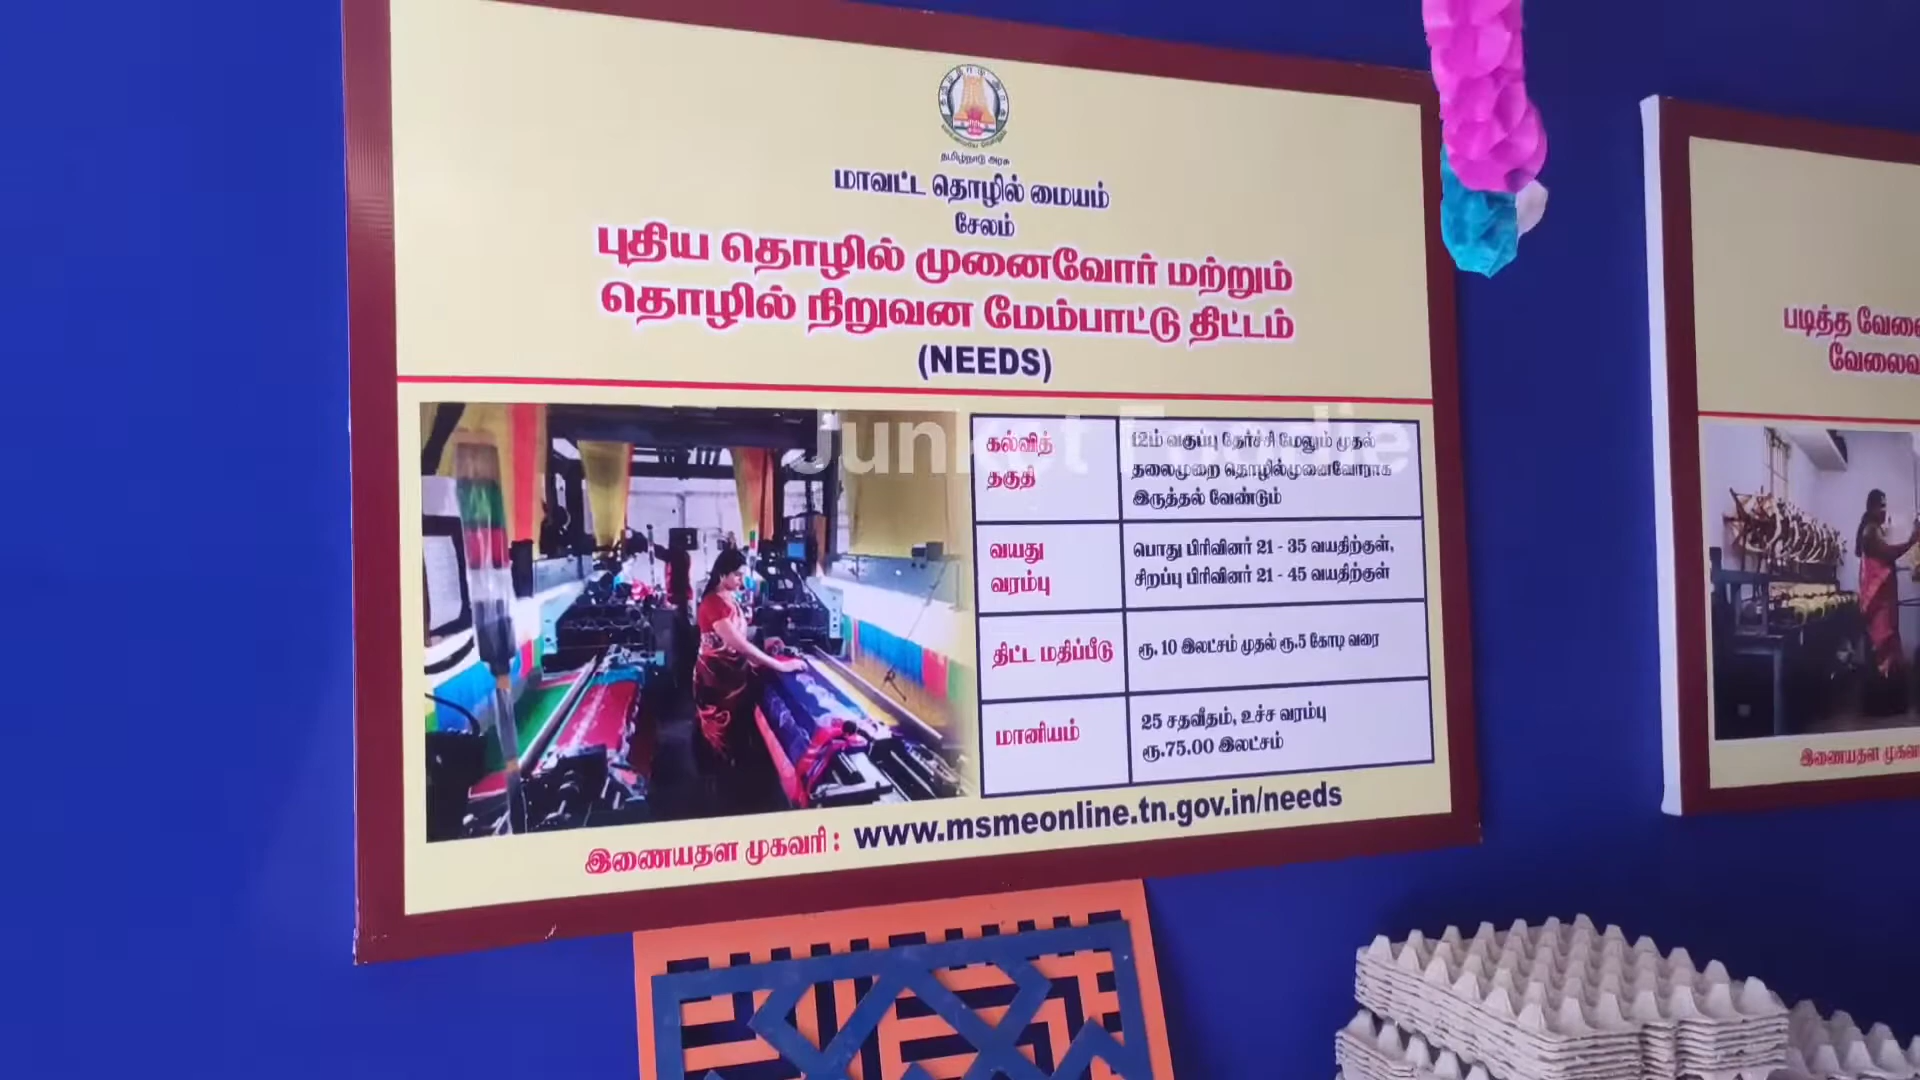 தமிழ்நாடு அரசு
மாவட்ட தொழில் மையம்
சேலம்
புதிய தொழில் முனைவோர் மற்றும்
தொழில் நிறுவன மேம்பாட்டு திட்டம்
(NEEDS)
Junket Foodie
கல்வித் தகுதி
12ம் வகுப்பு தேர்ச்சி மேலும் முதல்
தலைமுறை தொழில்முனைவோராக
இருத்தல் வேண்டும்
வயது வரம்பு
பொது பிரிவினர் 21 - 35 வயதிற்குள்,
சிறப்பு பிரிவினர் 21 - 45 வயதிற்குள்
திட்ட மதிப்பீடு
ரூ. 10 இலட்சம் முதல் ரூ.5 கோடி வரை
மானியம்
25 சதவீதம், உச்ச வரம்பு
ரூ.75.00 இலட்சம்
இணையதள முகவரி : www.msmeonline.tn.gov.in/needs
படித்த
இணையதள